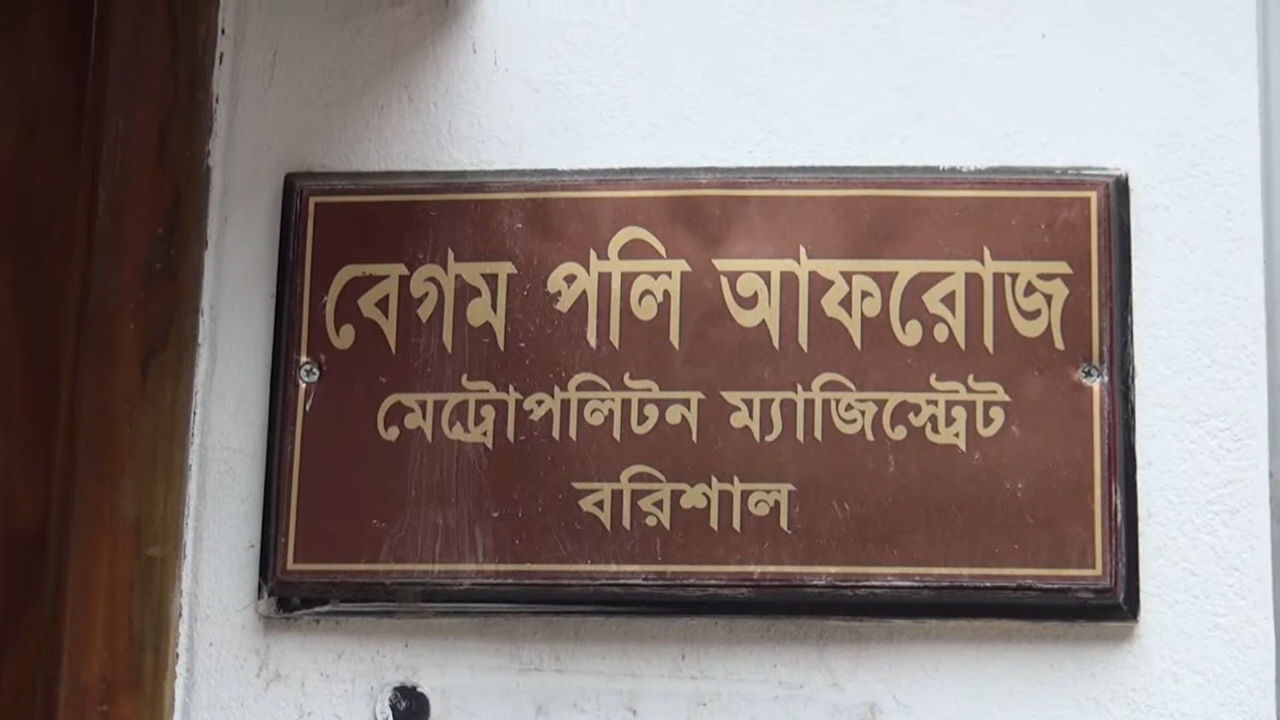 বেগম পলি আফরোজ
মেট্রোপলিটন ম্যাজিস্ট্রেট
বরিশাল